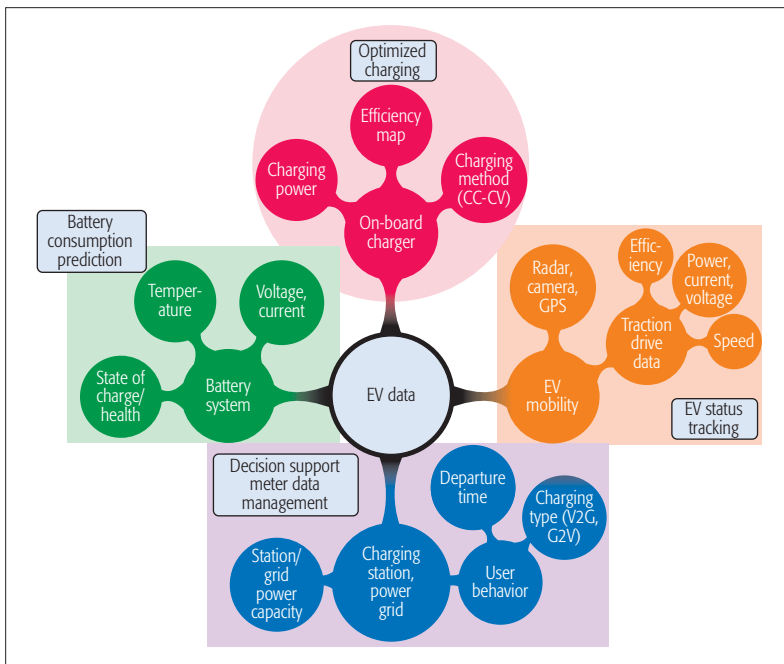 Optimized
charging
Efficiency
map
Charging
power
Charging
method
(CC-CV)
On-board
charger
Battery
consumption
prediction
Temper-
ature
Voltage,
current
State of
charge/
health
Battery
system
EV data
Radar,
camera,
GPS
Effic-
iency
Power,
current,
voltage
Traction
drive
data
Speed
EV
mobility
EV status
tracking
Decision support
meter data
management
Departure
time
Charging
type (V2G,
G2V)
Station/
grid
power
capacity
Charging
station,
power
grid
User
behavior